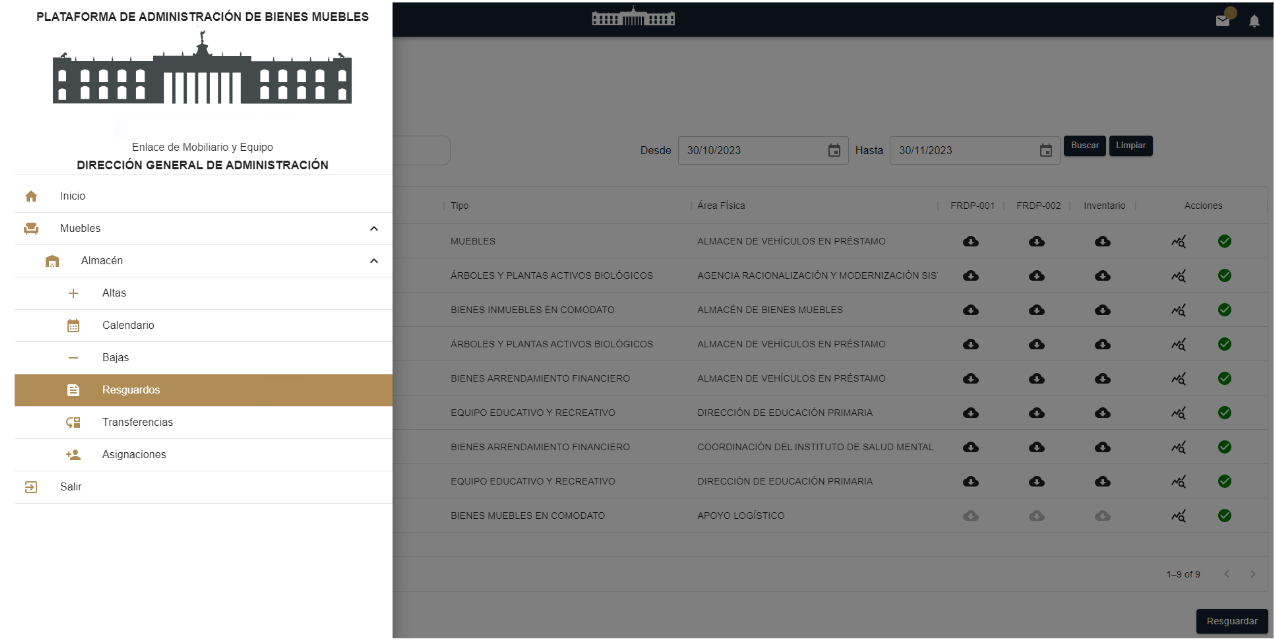 PLATAFORMA DE ADMINISTRACIÓN DE BIENES MUEBLES
Enlace de Mobiliario y Equipo
DIRECCIÓN GENERAL DE ADMINISTRACIÓN
Inicio
Muebles
Almacén
Altas
Calendario
Bajas
Resguardos
Transferencias
Asignaciones
Salir
Desde 30/10/2023 Hasta 30/11/2023 Buscar Limpiar
Tipo Área Física FRDP-001 FRDP-002 Inventario Acciones
MUEBLES ALMACEN DE VEHÍCULOS EN PRÉSTAMO
ÁRBOLES Y PLANTAS ACTIVOS BIOLÓGICOS AGENCIA RACIONALIZACIÓN Y MODERNIZACIÓN SIS
BIENES INMUEBLES EN COMODATO ALMACÉN DE BIENES MUEBLES
ÁRBOLES Y PLANTAS ACTIVOS BIOLÓGICOS ALMACEN DE VEHÍCULOS EN PRÉSTAMO
BIENES ARRENDAMIENTO FINANCIERO ALMACEN DE VEHÍCULOS EN PRÉSTAMO
EQUIPO EDUCATIVO Y RECREATIVO DIRECCIÓN DE EDUCACIÓN PRIMARIA
BIENES ARRENDAMIENTO FINANCIERO COORDINACIÓN DEL INSTITUTO DE SALUD MENTAL
EQUIPO EDUCATIVO Y RECREATIVO DIRECCIÓN DE EDUCACIÓN PRIMARIA
BIENES MUEBLES EN COMODATO APOYO LOGÍSTICO
1–9 of 9
Resguardar